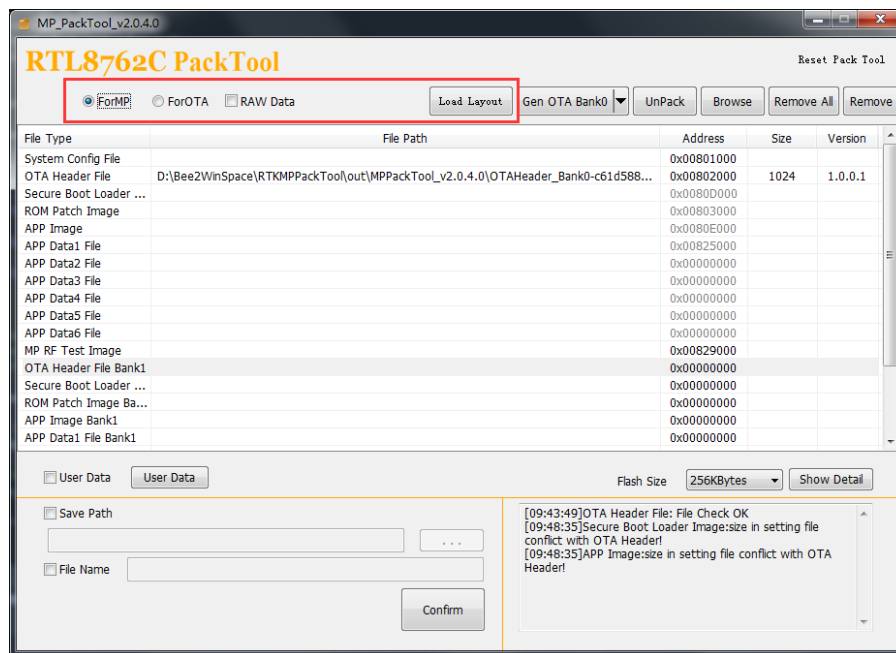 MP_PackTool_v2.0.4.0
RTL8762C PackTool
Reset Pack Tool
ForMP ForOTA RAW Data Load Layout Gen OTA Bank0 UnPack Browse Remove All Remove
File Type File Path Address Size Version
System Config File 0x00801000
OTA Header File D:\Bee2WinSpace\RTKMPPackTool\out\MPPackTool_v2.0.4.0\OTAHeader_Bank0-c61d588... 0x00802000 1024 1.0.0.1
Secure Boot Loader ... 0x0080D000
ROM Patch Image 0x00803000
APP Image 0x0080E000
APP Data1 File 0x00825000
APP Data2 File 0x00000000
APP Data3 File 0x00000000
APP Data4 File 0x00000000
APP Data5 File 0x00000000
APP Data6 File 0x00000000
MP RF Test Image 0x00829000
OTA Header File Bank1 0x00000000
Secure Boot Loader ... 0x00000000
ROM Patch Image Ba... 0x00000000
APP Image Bank1 0x00000000
APP Data1 File Bank1 0x00000000
User Data User Data Flash Size 256KBytes Show Detail
Save Path
...
File Name
Confirm
[09:43:49]OTA Header File: File Check OK
[09:48:35]Secure Boot Loader Image:size in setting file
conflict with OTA Header!
[09:48:35]APP Image:size in setting file conflict with OTA
Header!